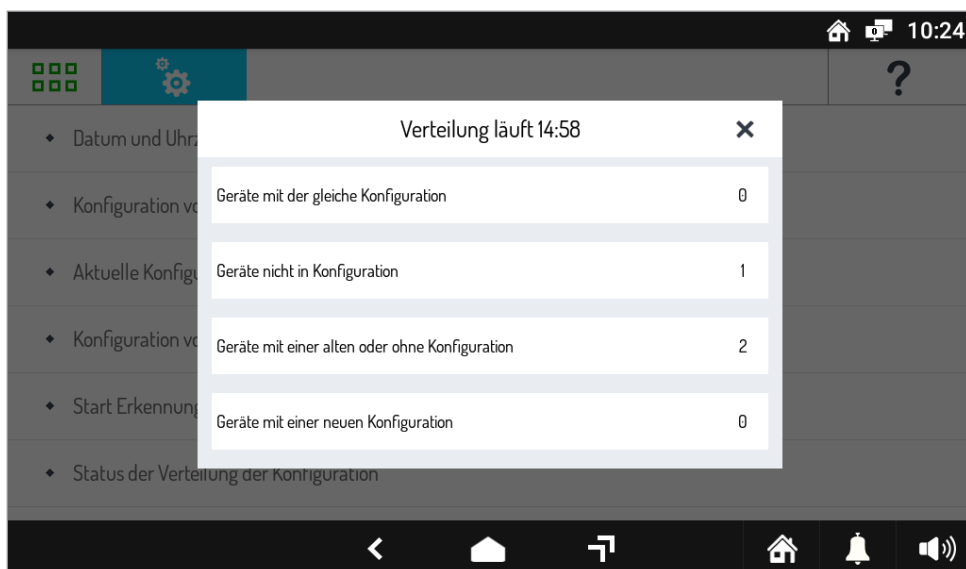 0
10:24
?
Verteilung läuft 14:58
Datum und Uhrz
Geräte mit der gleiche Konfiguration 0
Konfiguration vo
Geräte nicht in Konfiguration 1
Aktuelle Konfigu
Konfiguration vo
Geräte mit einer alten oder ohne Konfiguration 2
Start Erkennung
Geräte mit einer neuen Konfiguration 0
Status der Verteilung der Konfiguration